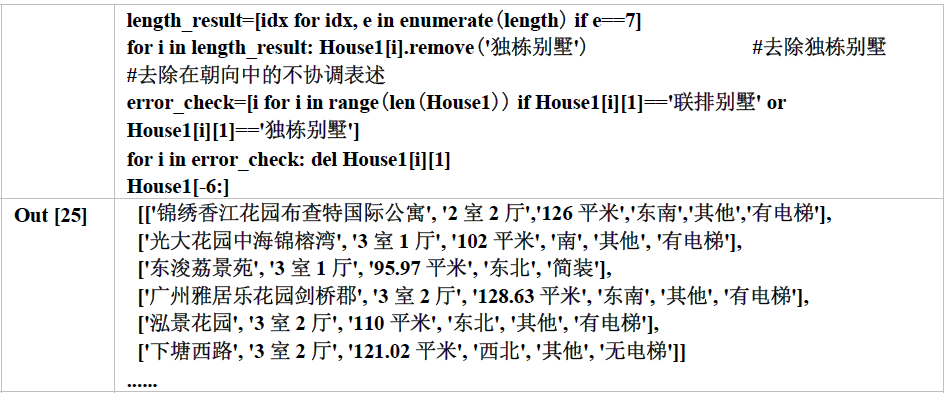 length_result=[idx for idx, e in enumerate(length) if e==7]
for i in length_result: House1[i].remove('独栋别墅') #去除独栋别墅
#去除在朝向中的不协调表述
error_check=[i for i in range(len(House1)) if House1[i][1]=='联排别墅' or
House1[i][1]=='独栋别墅']
for i in error_check: del House1[i][1]
House1[-6:]
Out [25] [['锦绣香江花园布查特国际公寓', '2 室 2 厅','126 平米','东南','其他','有电梯'],
['光大花园中海锦榕湾', '3 室 1 厅', '102 平米', '南', '其他', '有电梯'],
['东浚荔景苑', '3 室 1 厅', '95.97 平米', '东北', '简装'],
['广州雅居乐花园剑桥郡', '3 室 2 厅', '128.63 平米', '东南', '其他', '有电梯'],
['泓景花园', '3 室 2 厅', '110 平米', '东北', '其他', '有电梯'],
['下塘西路', '3 室 2 厅', '121.02 平米', '西北', '其他', '无电梯']]
......